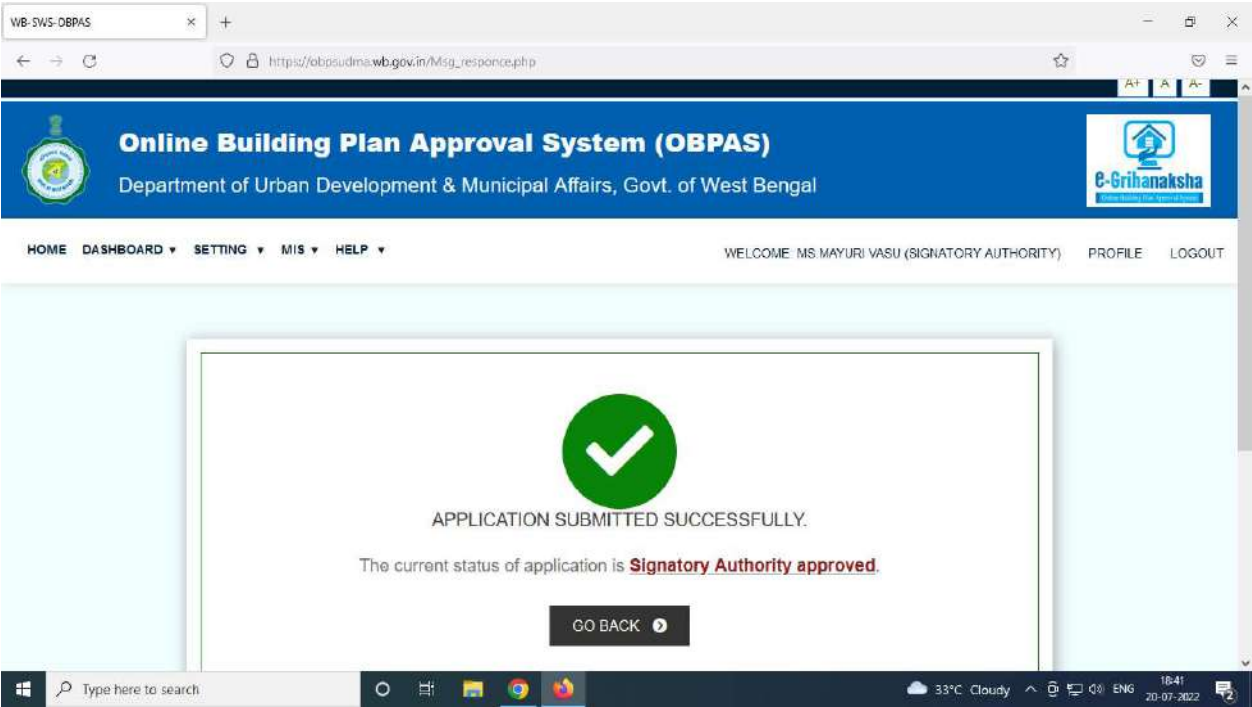 WB-SWS-OBPAS
https://obpsudma.wb.gov.in/Msg_responce.php
A+ A A-
Online Building Plan Approval System (OBPAS)
Department of Urban Development & Municipal Affairs, Govt. of West Bengal
e-Grihanaksha
HOME DASHBOARD SETTING MIS HELP WELCOME MS MAYURI VASU (SIGNATORY AUTHORITY) PROFILE LOGOUT
APPLICATION SUBMITTED SUCCESSFULLY.
The current status of application is Signatory Authority approved.
GO BACK
Type here to search
33°C Cloudy ENG 18:41
20-07-2022
2